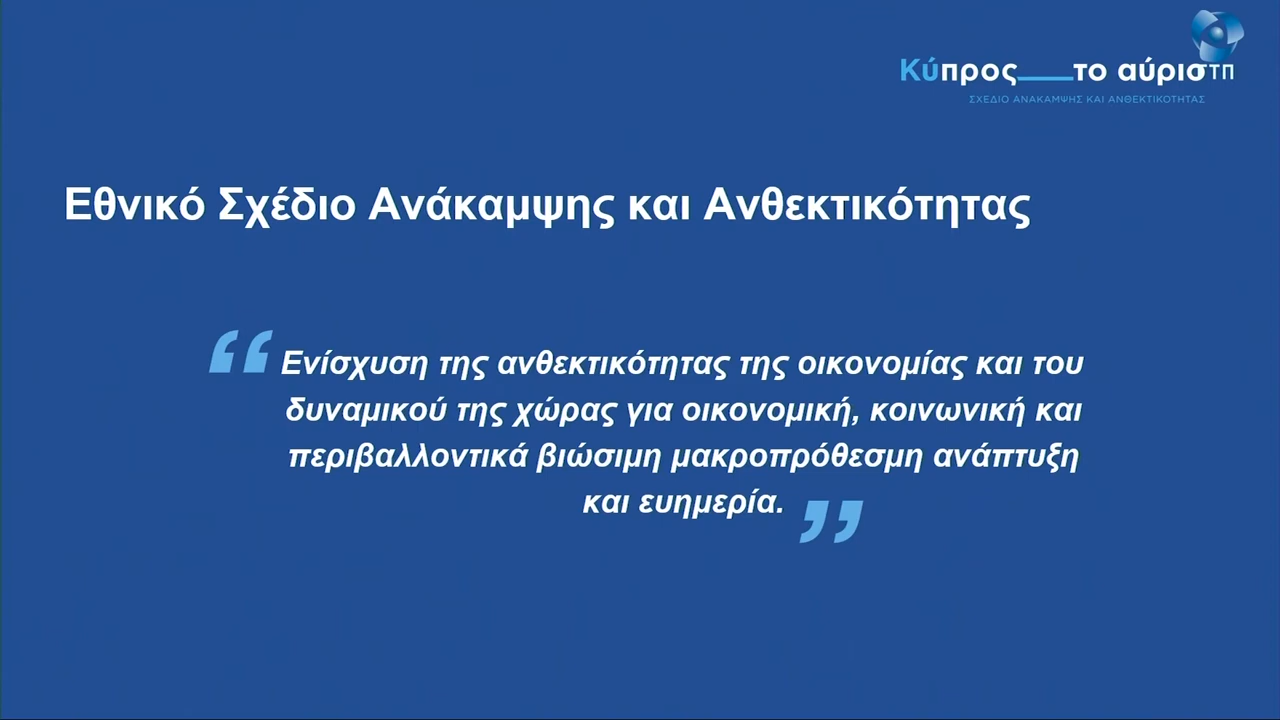 Κύπρος το αύριο
ΤΠ
ΣΧΕΔΙΟ ΑΝΑΚΑΜΨΗΣ ΚΑΙ ΑΝΘΕΚΤΙΚΟΤΗΤΑΣ
Εθνικό Σχέδιο Ανάκαμψης και Ανθεκτικότητας
“Ενίσχυση της ανθεκτικότητας της οικονομίας και του
δυναμικού της χώρας για οικονομική, κοινωνική και
περιβαλλοντικά βιώσιμη μακροπρόθεσμη ανάπτυξη
και ευημερία.”